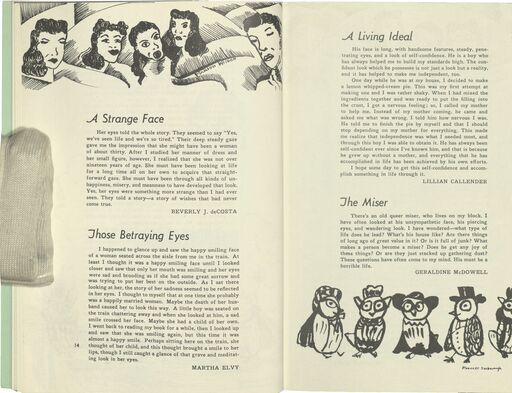 A Strange Face
Her eyes told the whole story. They seemed to say "Yes,
we've seen life and we're so tired." Their deep steady gaze
gave me the impression that she might have been a woman
of about thirty. After I studied her manner of dress and
her small figure, however, I realized that she was not over
nineteen years of age. She must have been looking at life
for a long time all on her own to acquire that straight-
forward gaze. She must have been through all kinds of un-
happiness, misery, and meanness to have developed that look.
Yes, her eyes were something more strange than I had ever
seen. They told a story—a story of wishes that had never
come true.
BEVERLY J. deCOSTA
Those Betraying Eyes
I happened to glance up and saw the happy smiling face
of a woman seated across the aisle from me in the train. At
least I thought it was a happy smiling face until I looked
closer and saw that only her mouth was smiling and her eyes
were sad and brooding as if she had some great sorrow and
was trying to put her best on the outside. As I sat there
looking at her, the story of her sadness seemed to be reflected
in her eyes. I thought to myself that at one time she probably
was a happily married woman. Maybe the death of her hus-
band caused her to look this way. A little boy was seated on
the train chattering away and when she looked at him, a sad
smile crossed her face. Maybe she had a child of her own.
I went back to reading my book for a while, then I looked up
and saw that she was smiling again, but this time it was
almost a happy smile. Perhaps sitting here on the train, she
thought of her child, and this thought brought a smile to her
lips, though I still caught a glance of that grave and meditat-
ing look in her eyes.
MARTHA ELVY
14
A Living Ideal
His face is long, with handsome features, steady, pene-
trating eyes, and a look of self-confidence. He is a boy who
has always helped me to build my standards high. The con-
fident look which he possesses is not just a look but a reality,
and it has helped to make me independent, too.
One day while he was at my house, I decided to make
a lemon whipped-cream pie. This was my first attempt at
making one and I was rather shaky. When I had mixed the
ingredients together and was ready to put the filling into
the crust, I got a nervous feeling; so, I called my mother
to help me. Instead of my mother coming, he came and
asked me what was wrong. I told him how nervous I was.
He told me to finish the pie by myself and that I should
stop depending on my mother for everything. This made
me realize that independence was what I needed most, and
through this boy I was able to obtain it. He has always been
self-confident ever since I've known him, and that is because
he grew up without a mother, and everything that he has
accomplished in life has been achieved by his own efforts.
I hope some day to get this self-confidence and accom-
plish something in life through it.
LILLIAN CALLENDER
The Miser
There's an old queer miser, who lives on my block. I
have often looked at his unsympathetic face, his piercing
eyes, and wandering look. I have wondered—what type of
life does he lead? What's his house like? Are there things
of long ago of great value in it? Or is it full of junk? What
makes a person become a miser? Does he get any joy of
these things? Or are they just stacked up gathering dust?
These questions have often come to my mind. His must be a
horrible life.
GERALDINE McDOWELL